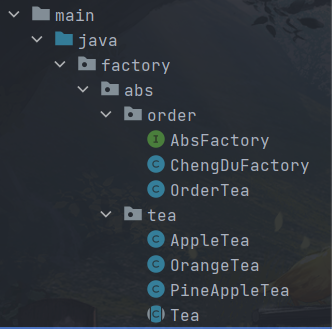 main
java
factory
abs
order
AbsFactory
ChengDuFactory
OrderTea
tea
AppleTea
OrangeTea
PineAppleTea
Tea